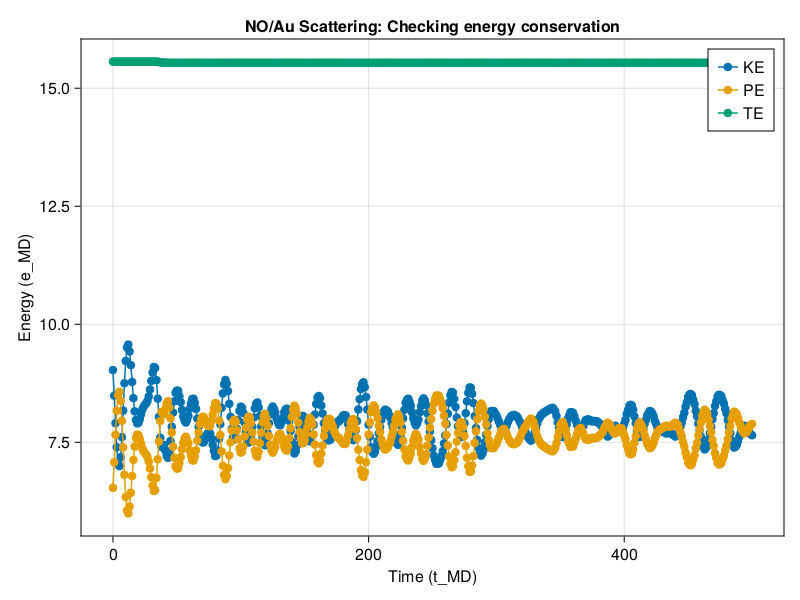 NO/Au Scattering: Checking energy conservation
KE
PE
TE
15.0
12.5
10.0
7.5
Energy (e_MD)
0
200
400
Time (t_MD)